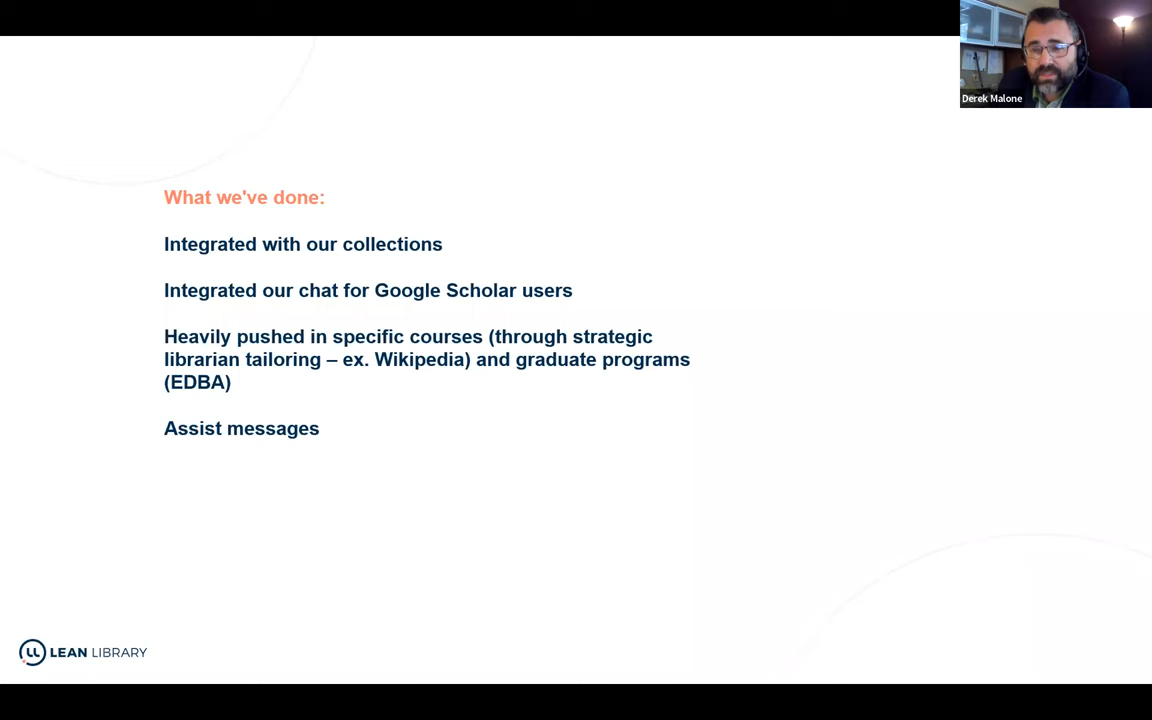 Derek Malone
What we've done:
Integrated with our collections
Integrated our chat for Google Scholar users
Heavily pushed in specific courses (through strategic
librarian tailoring – ex. Wikipedia) and graduate programs
(EDBA)
Assist messages
LL LEAN LIBRARY